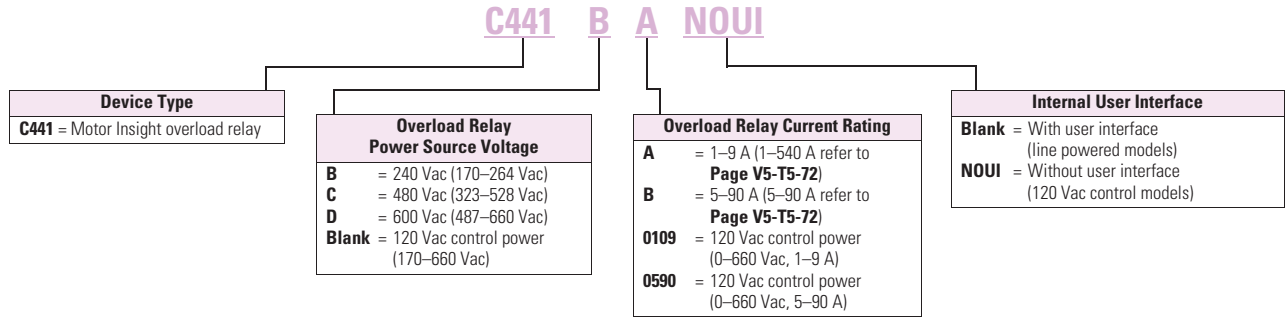 C441 B A NOUI
Device Type
C441 = Motor Insight overload relay
Overload Relay
Power Source Voltage
B = 240 Vac (170–264 Vac)
C = 480 Vac (323–528 Vac)
D = 600 Vac (487–660 Vac)
Blank = 120 Vac control power
(170–660 Vac)
Overload Relay Current Rating
A = 1–9 A (1–540 A refer to
Page V5-T5-72)
B = 5–90 A (5–90 A refer to
Page V5-T5-72)
0109 = 120 Vac control power
(0–660 Vac, 1–9 A)
0590 = 120 Vac control power
(0–660 Vac, 5–90 A)
Internal User Interface
Blank = With user interface
(line powered models)
NOUI = Without user interface
(120 Vac control models)